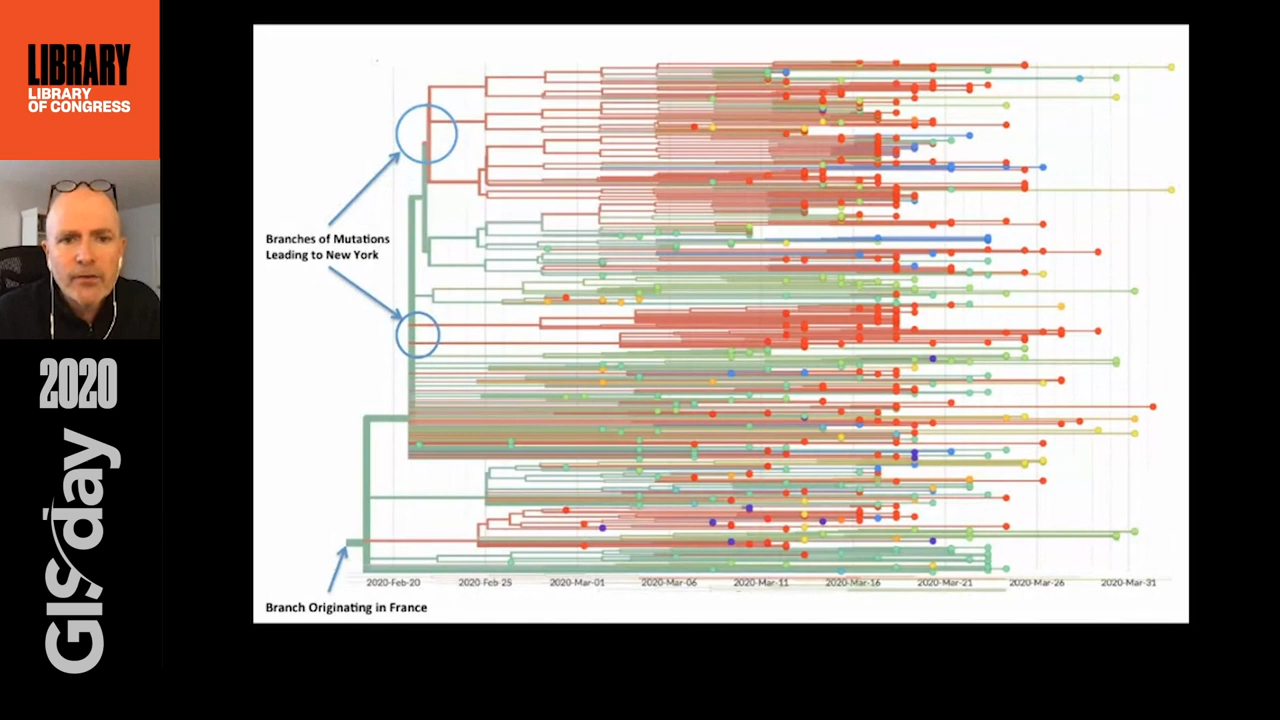 LIBRARY
LIBRARY
OF CONGRESS
2020
GISday
Branches of Mutations
Leading to New York
2020-Feb-20
2020-Feb-25
2020-Mar-01
2020-Mar-06
2020-Mar-11
2020-Mar-16
2020-Mar-21
2020-Mar-26
2020-Mar-31
Branch Originating in France